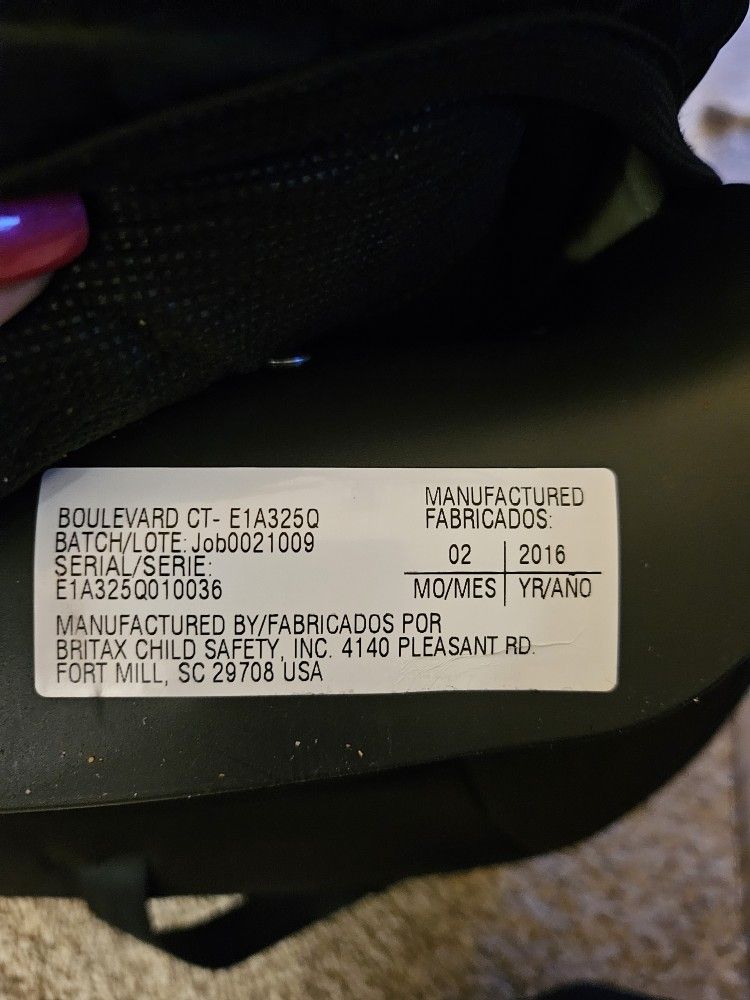 BOULEVARD CT- E1A325Q
BATCH/LOTE: Job0021009
SERIAL/SERIE:
E1A325Q010036
MANUFACTURED
FABRICADOS:
02 2016
MO/MES YR/AÑO
MANUFACTURED BY/FABRICADOS POR
BRITAX CHILD SAFETY, INC. 4140 PLEASANT RD.
FORT MILL, SC 29708 USA